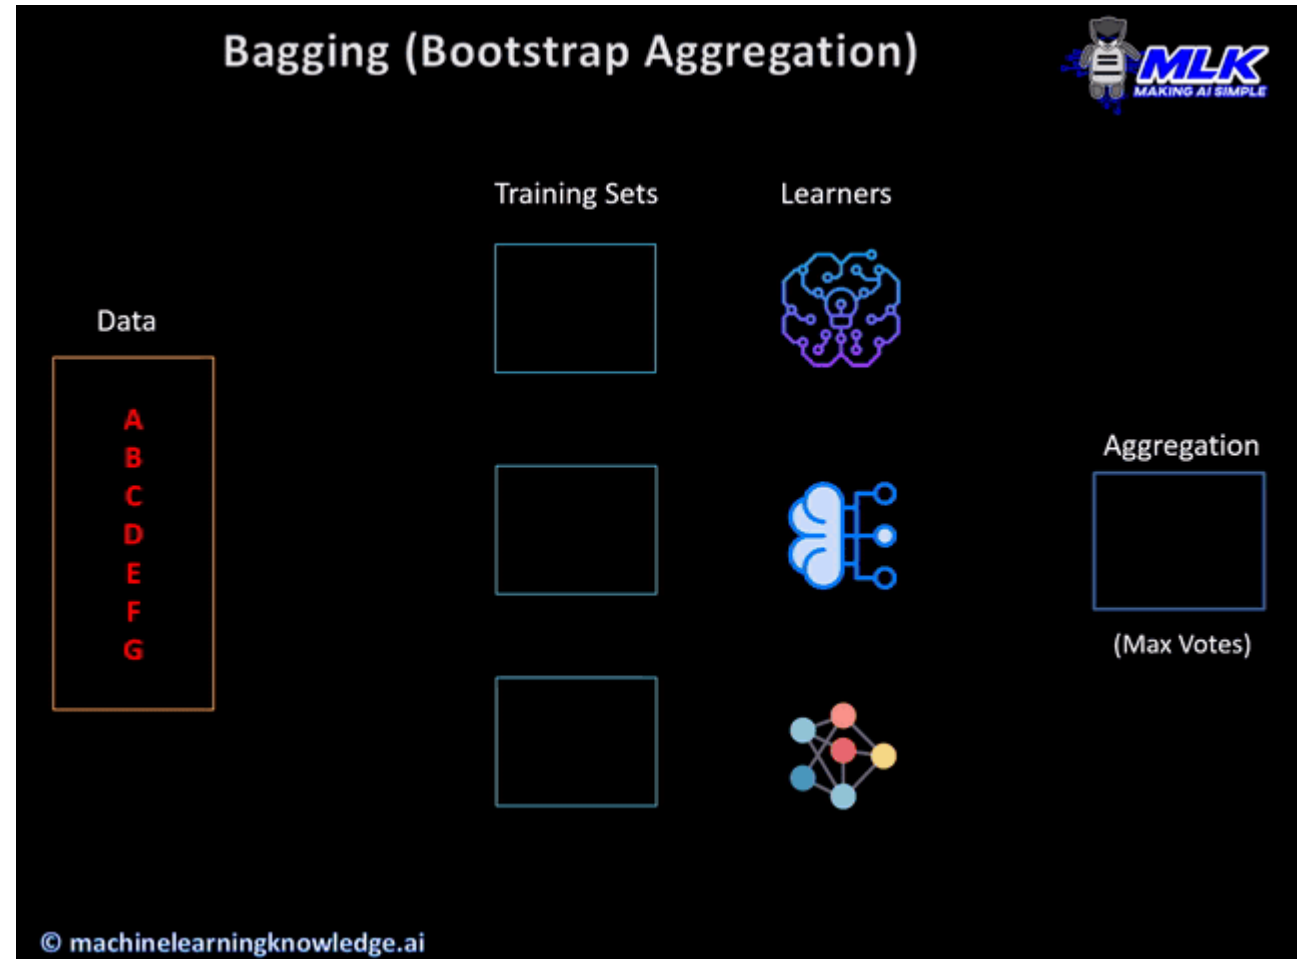 Bagging (Bootstrap Aggregation)
MLK
MAKING AI SIMPLE
Training Sets
Learners
Data
A
B
C
D
E
F
G
Aggregation
(Max Votes)
© machinelearningknowledge.ai